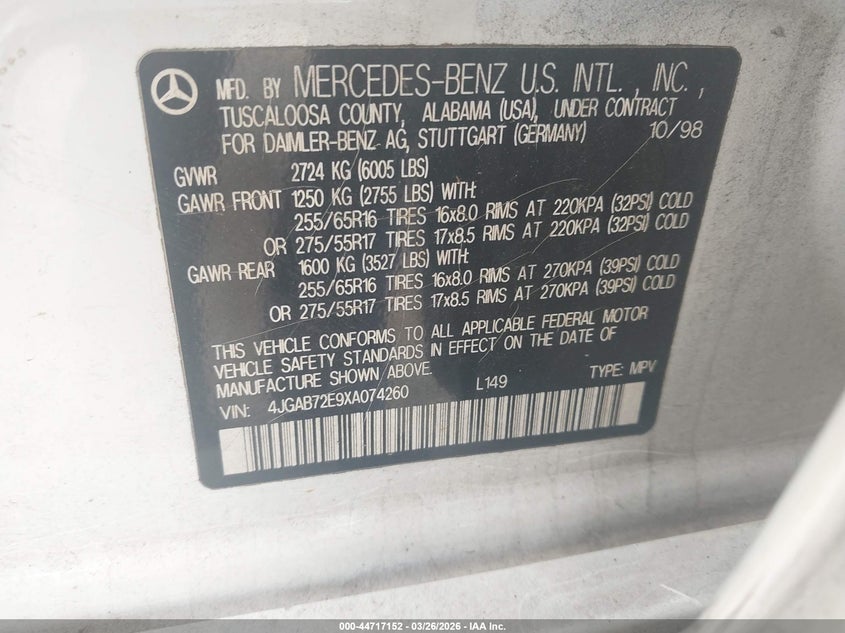 MFD. BY MERCEDES-BENZ U.S. INTL., INC.,
TUSCALOOSA COUNTY, ALABAMA (USA), UNDER CONTRACT
FOR DAIMLER-BENZ AG, STUTTGART (GERMANY) 10/98
GVWR 2724 KG (6005 LBS)
GAWR FRONT 1250 KG (2755 LBS) WITH:
255/65R16 TIRES 16x8.0 RIMS AT 220KPA (32PSI) COLD
OR 275/55R17 TIRES 17x8.5 RIMS AT 220KPA (32PSI) COLD
GAWR REAR 1600 KG (3527 LBS) WITH:
255/65R16 TIRES 16x8.0 RIMS AT 270KPA (39PSI) COLD
OR 275/55R17 TIRES 17x8.5 RIMS AT 270KPA (39PSI) COLD
THIS VEHICLE CONFORMS TO ALL APPLICABLE FEDERAL MOTOR
VEHICLE SAFETY STANDARDS IN EFFECT ON THE DATE OF
MANUFACTURE SHOWN ABOVE.
VIN: 4JGAB72E9XA074260 L149 TYPE: MPV
000-44717152 — 03/26/2026 — IAA Inc.